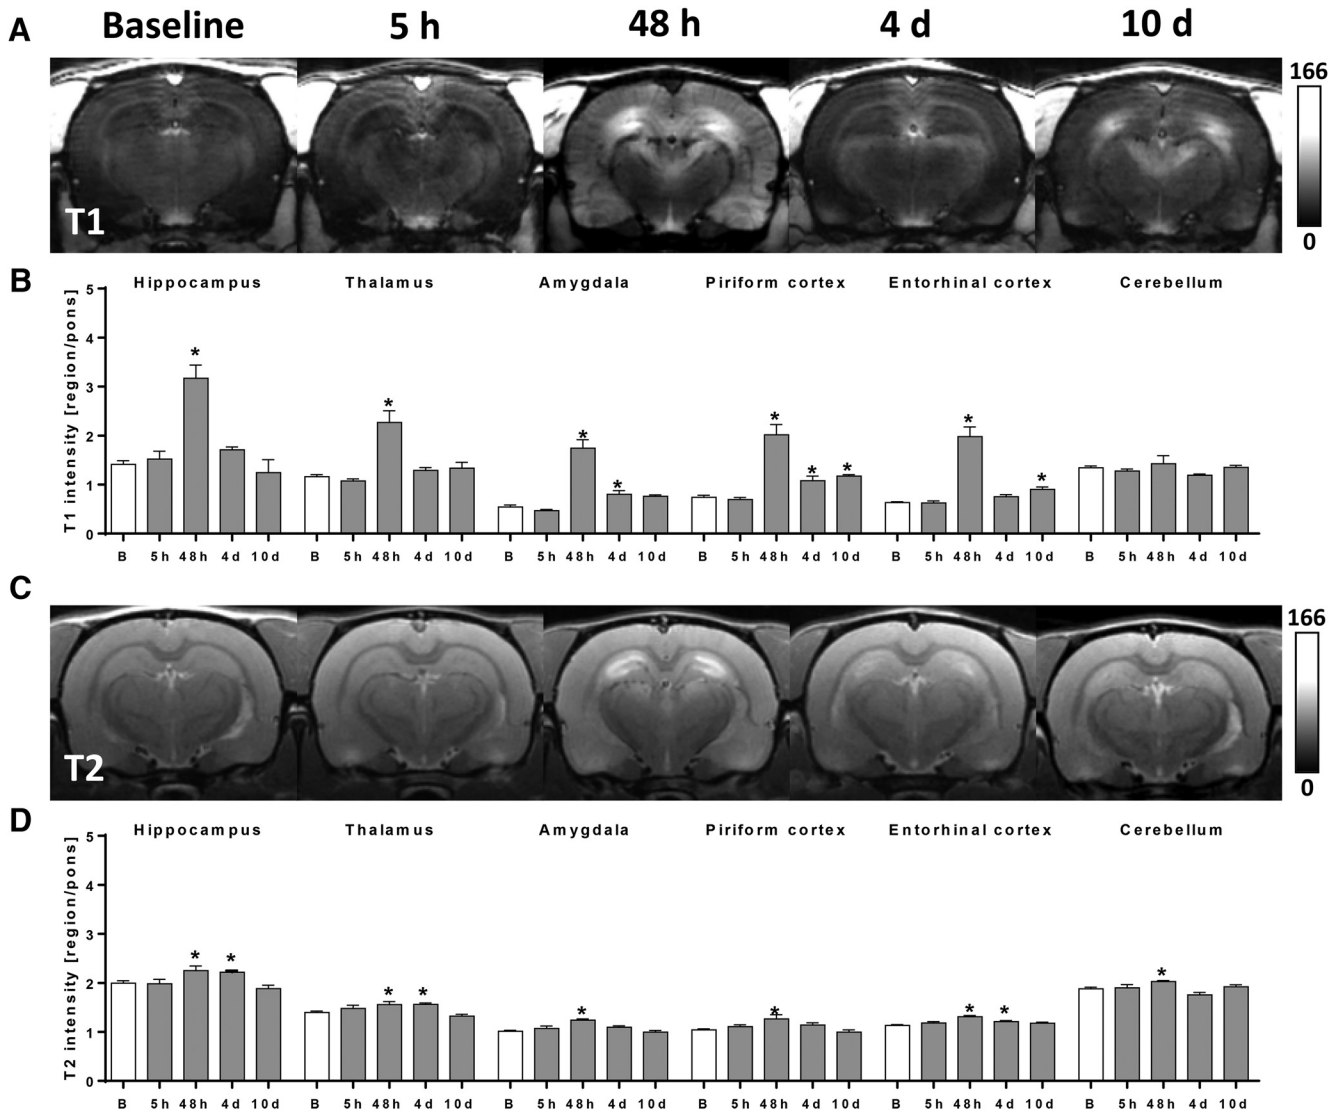 A
Baseline 5 h 48 h 4 d 10 d
166
T1
0
B
Hippocampus Thalamus Amygdala Piriform cortex Entorhinal cortex Cerebellum
T1 intensity [region/pons]
5
4
3
2
1
0
* * * * * * * * *
B 5h 48h 4d 10d B 5h 48h 4d 10d B 5h 48h 4d 10d B 5h 48h 4d 10d B 5h 48h 4d 10d B 5h 48h 4d 10d
C
166
T2
0
D
Hippocampus Thalamus Amygdala Piriform cortex Entorhinal cortex Cerebellum
T2 intensity [region/pons]
5
4
3
2
1
0
* * * * * * * * *
B 5h 48h 4d 10d B 5h 48h 4d 10d B 5h 48h 4d 10d B 5h 48h 4d 10d B 5h 48h 4d 10d B 5h 48h 4d 10d